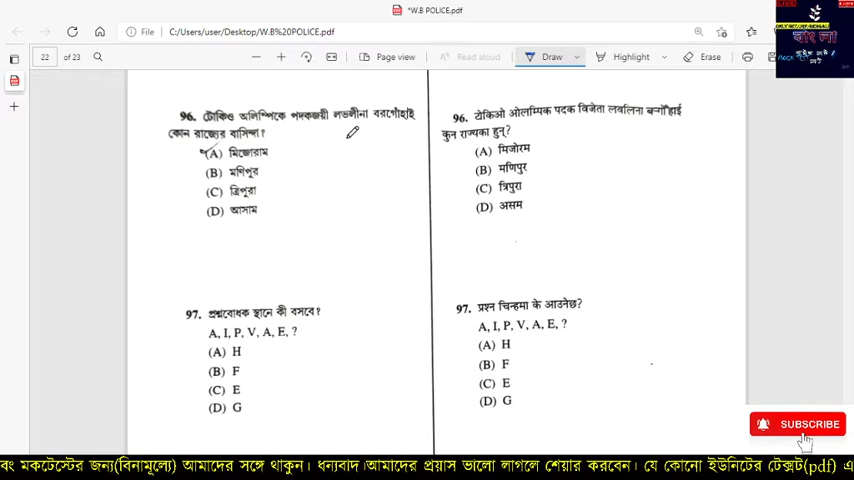 *W.B POLICE.pdf
File C:/Users/user/Desktop/W.B%20POLICE.pdf
22 of 23 Page view Read aloud Draw Highlight Erase
LIVE
বাংলা
SUBSCRIBE
96. টোকিও অলিম্পিকে পদকজয়ী লভলীনা বরগোঁহাই
কোন রাজ্যের বাসিন্দা?
(A) মিজোরাম
(B) মণিপুর
(C) ত্রিপুরা
(D) আসাম
97. প্রশ্নবোধক স্থানে কী বসবে?
A, I, P, V, A, E, ?
(A) H
(B) F
(C) E
(D) G
96. टोकिओ ओलम्पिक पदक विजेता लवलिना बर्गोहाई
कुन राज्यका हुन्?
(A) मिजोरम
(B) मणिपुर
(C) त्रिपुरा
(D) असम
97. प्रश्न चिन्हमा के आउनेछ?
A, I, P, V, A, E, ?
(A) H
(B) F
(C) E
(D) G
বং মকটেস্টের জন্য(বিনামূল্যে) আমাদের সঙ্গে থাকুন। ধন্যবাদ।আমাদের প্রয়াস ভালো লাগলে শেয়ার করবেন। যে কোনো ইউনিটের টেক্সট(pdf) এ